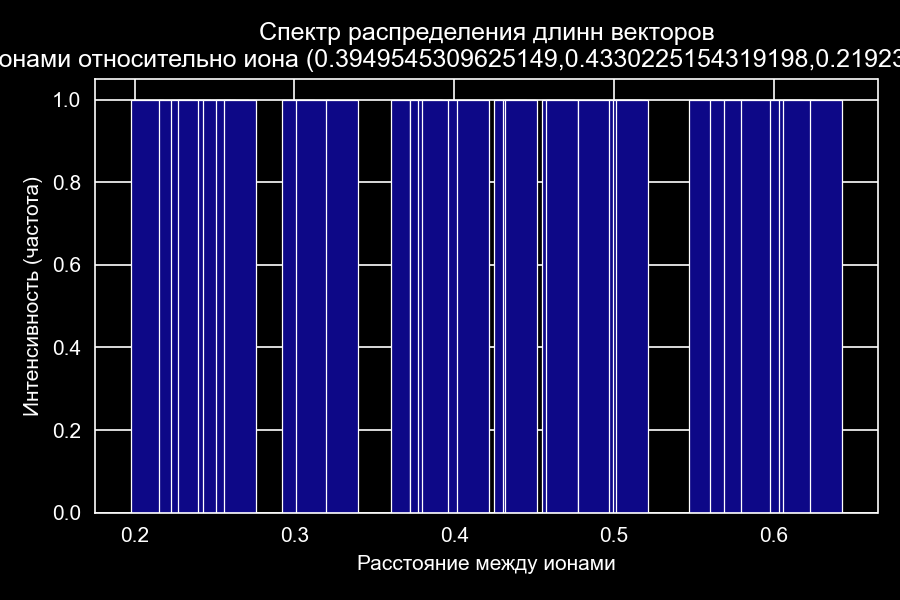 Спектр распределения длинн векторов
онами относительно иона (0.3949545309625149,0.4330225154319198,0.21923
1.0
0.8
0.6
0.4
0.2
0.0
Интенсивность (частота)
0.2 0.3 0.4 0.5 0.6
Расстояние между ионами